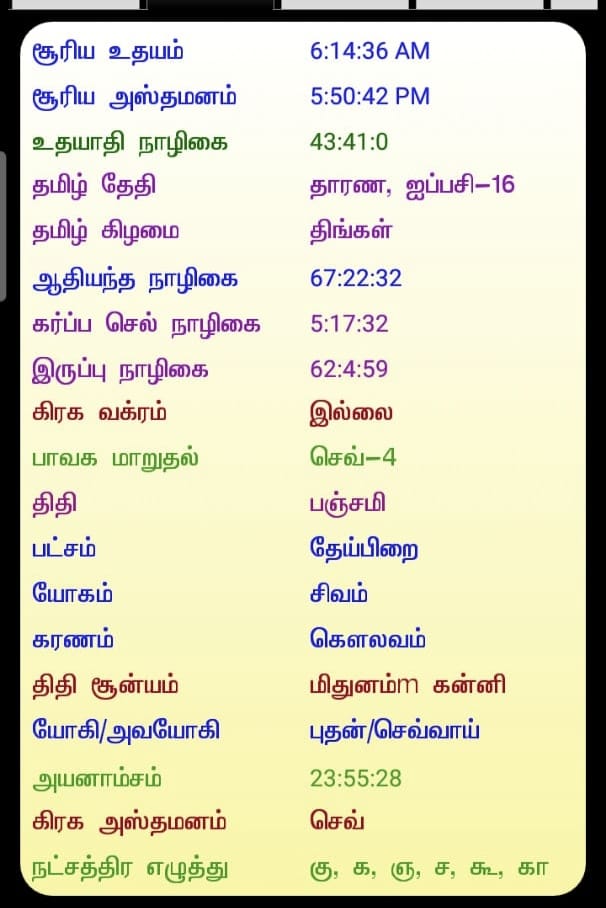 சூரிய உதயம் 6:14:36 AM
சூரிய அஸ்தமனம் 5:50:42 PM
உதயாதி நாழிகை 43:41:0
தமிழ் தேதி தாரண, ஐப்பசி–16
தமிழ் கிழமை திங்கள்
ஆதியந்த நாழிகை 67:22:32
கர்ப்ப செல் நாழிகை 5:17:32
இருப்பு நாழிகை 62:4:59
கிரக வக்ரம் இல்லை
பாவக மாறுதல் செவ்–4
திதி பஞ்சமி
பட்சம் தேய்பிறை
யோகம் சிவம்
கரணம் கௌலவம்
திதி சூன்யம் மிதுனம்m கன்னி
யோகி/அவயோகி புதன்/செவ்வாய்
அயனாம்சம் 23:55:28
கிரக அஸ்தமனம் செவ்
நட்சத்திர எழுத்து கு, க, ஞ, ச, கூ, கா